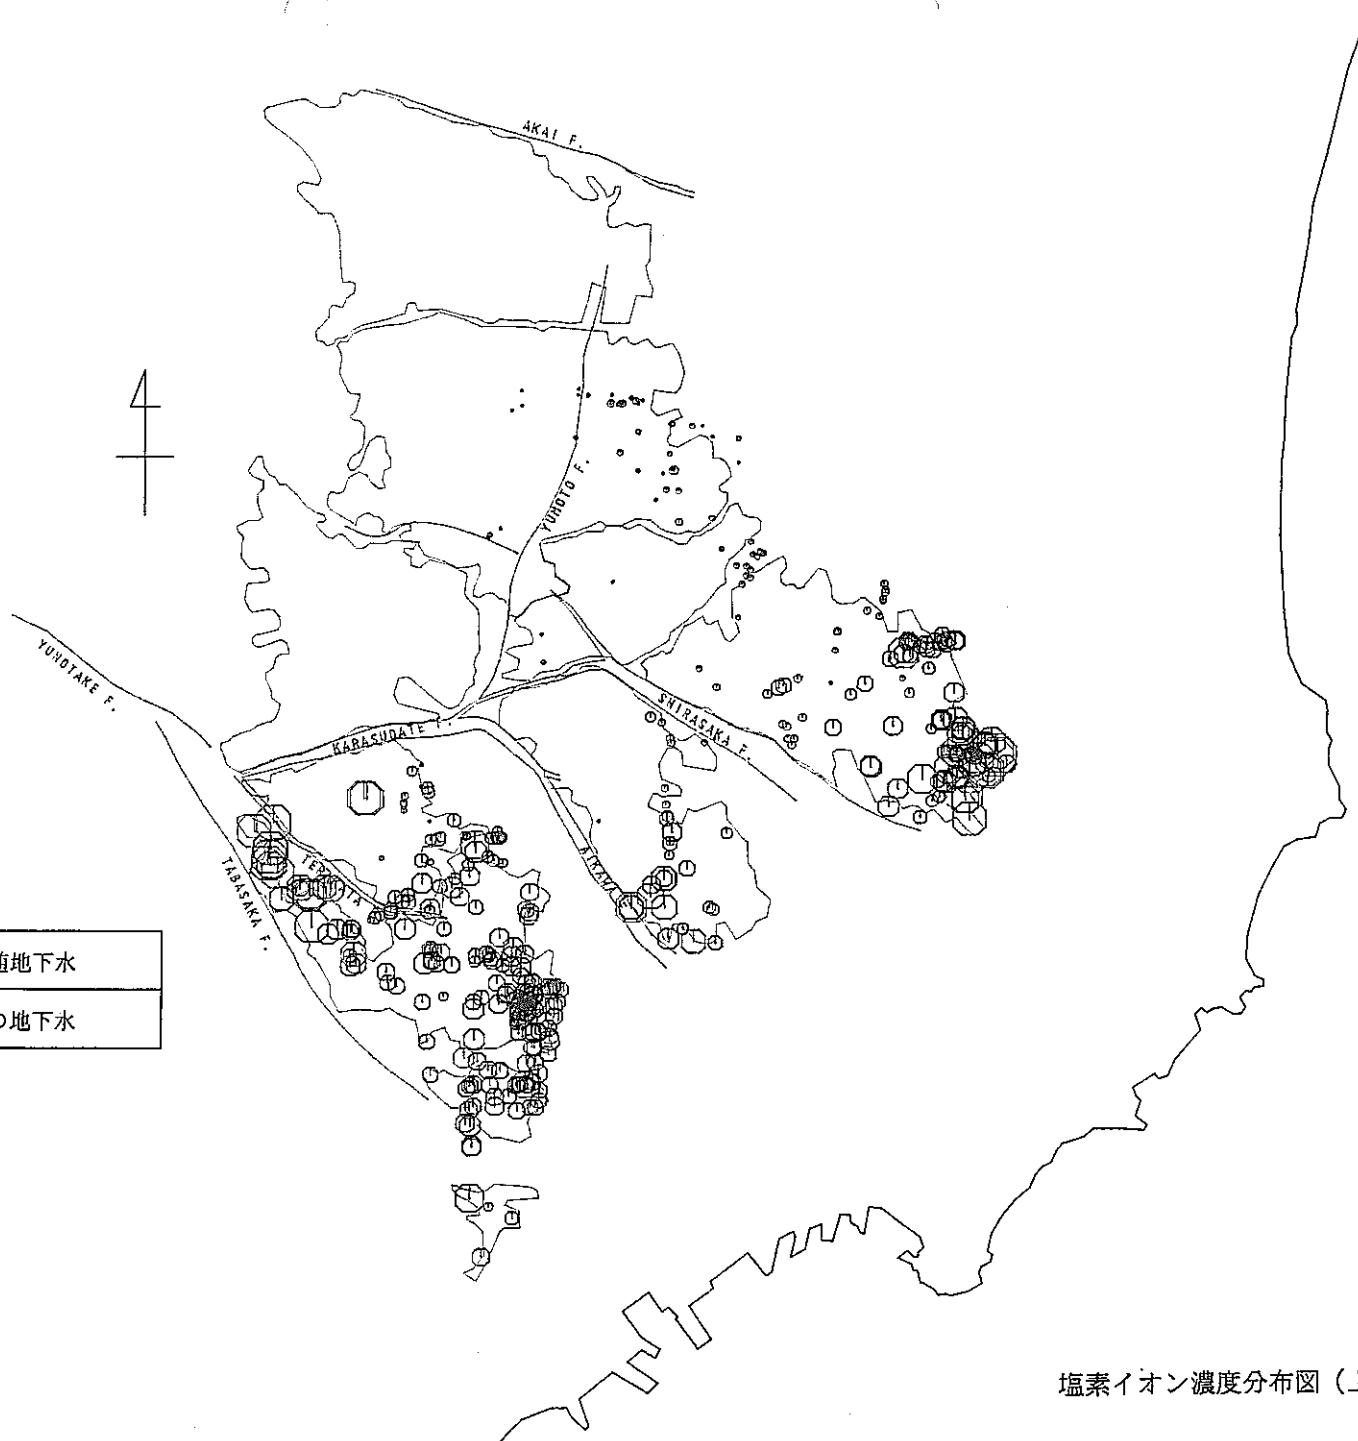 AKAI F.
YUNOTO F.
YUNOTAKE F.
SHIRASAKA F.
KARASUDATE F.
AIKAWA
TABASAKA F.
地下水
の地下水
塩素イオン濃度分布図（